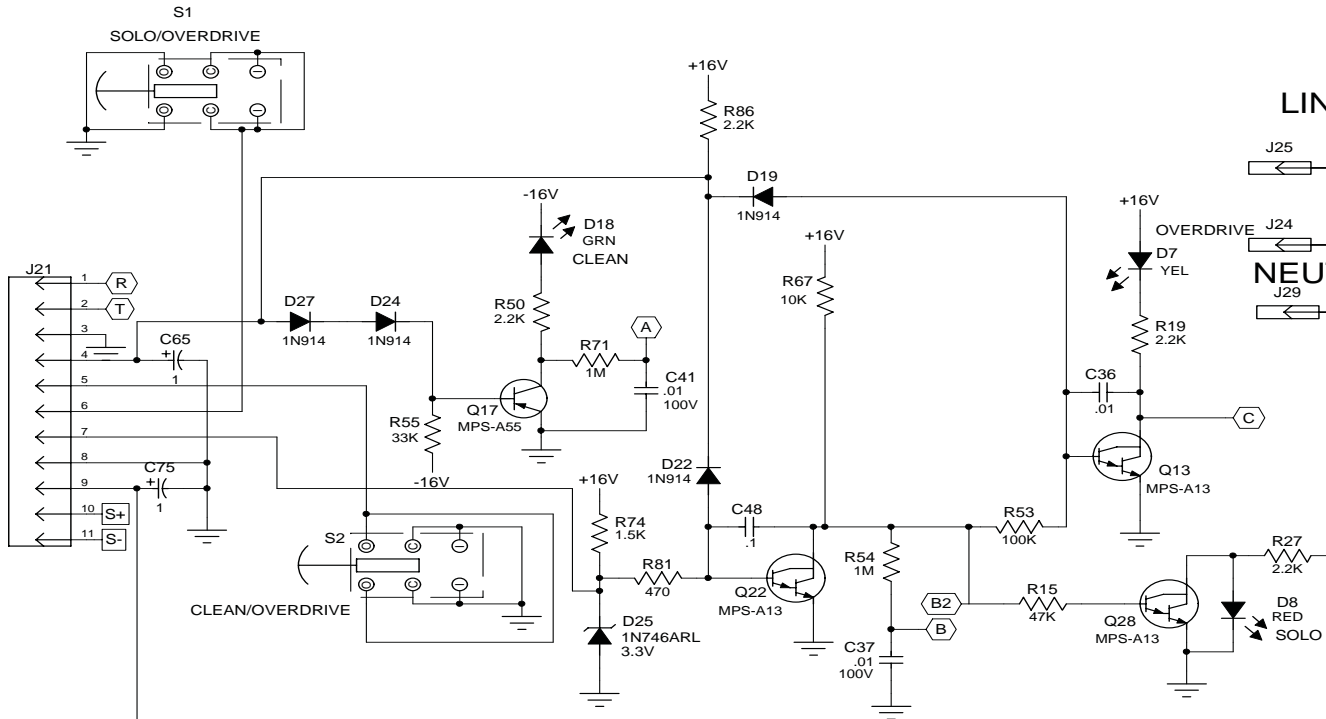 S1
SOLO/OVERDRIVE
O
C
I
O
C
I
+16V
R86
2.2K
LIN
J25
D19
1N914
-16V
D18
GRN
CLEAN
+16V
OVERDRIVE
D7
YEL
J24
NEU
J29
+16V
R67
10K
J21
1
R
2
T
3
4
5
6
7
8
9
10
S+
11
S-
C65
+
1
D27
1N914
D24
1N914
R50
2.2K
A
R71
1M
C41
.01
100V
R19
2.2K
C36
.01
C
Q17
MPS-A55
R55
33K
-16V
C75
+
1
D22
1N914
Q13
MPS-A13
+16V
R74
1.5K
C48
.1
R53
100K
S2
O
C
I
O
C
I
CLEAN/OVERDRIVE
R81
470
Q22
MPS-A13
R54
1M
B2
B
R15
47K
R27
2.2K
Q28
MPS-A13
D8
RED
SOLO
D25
1N746ARL
3.3V
C37
.01
100V